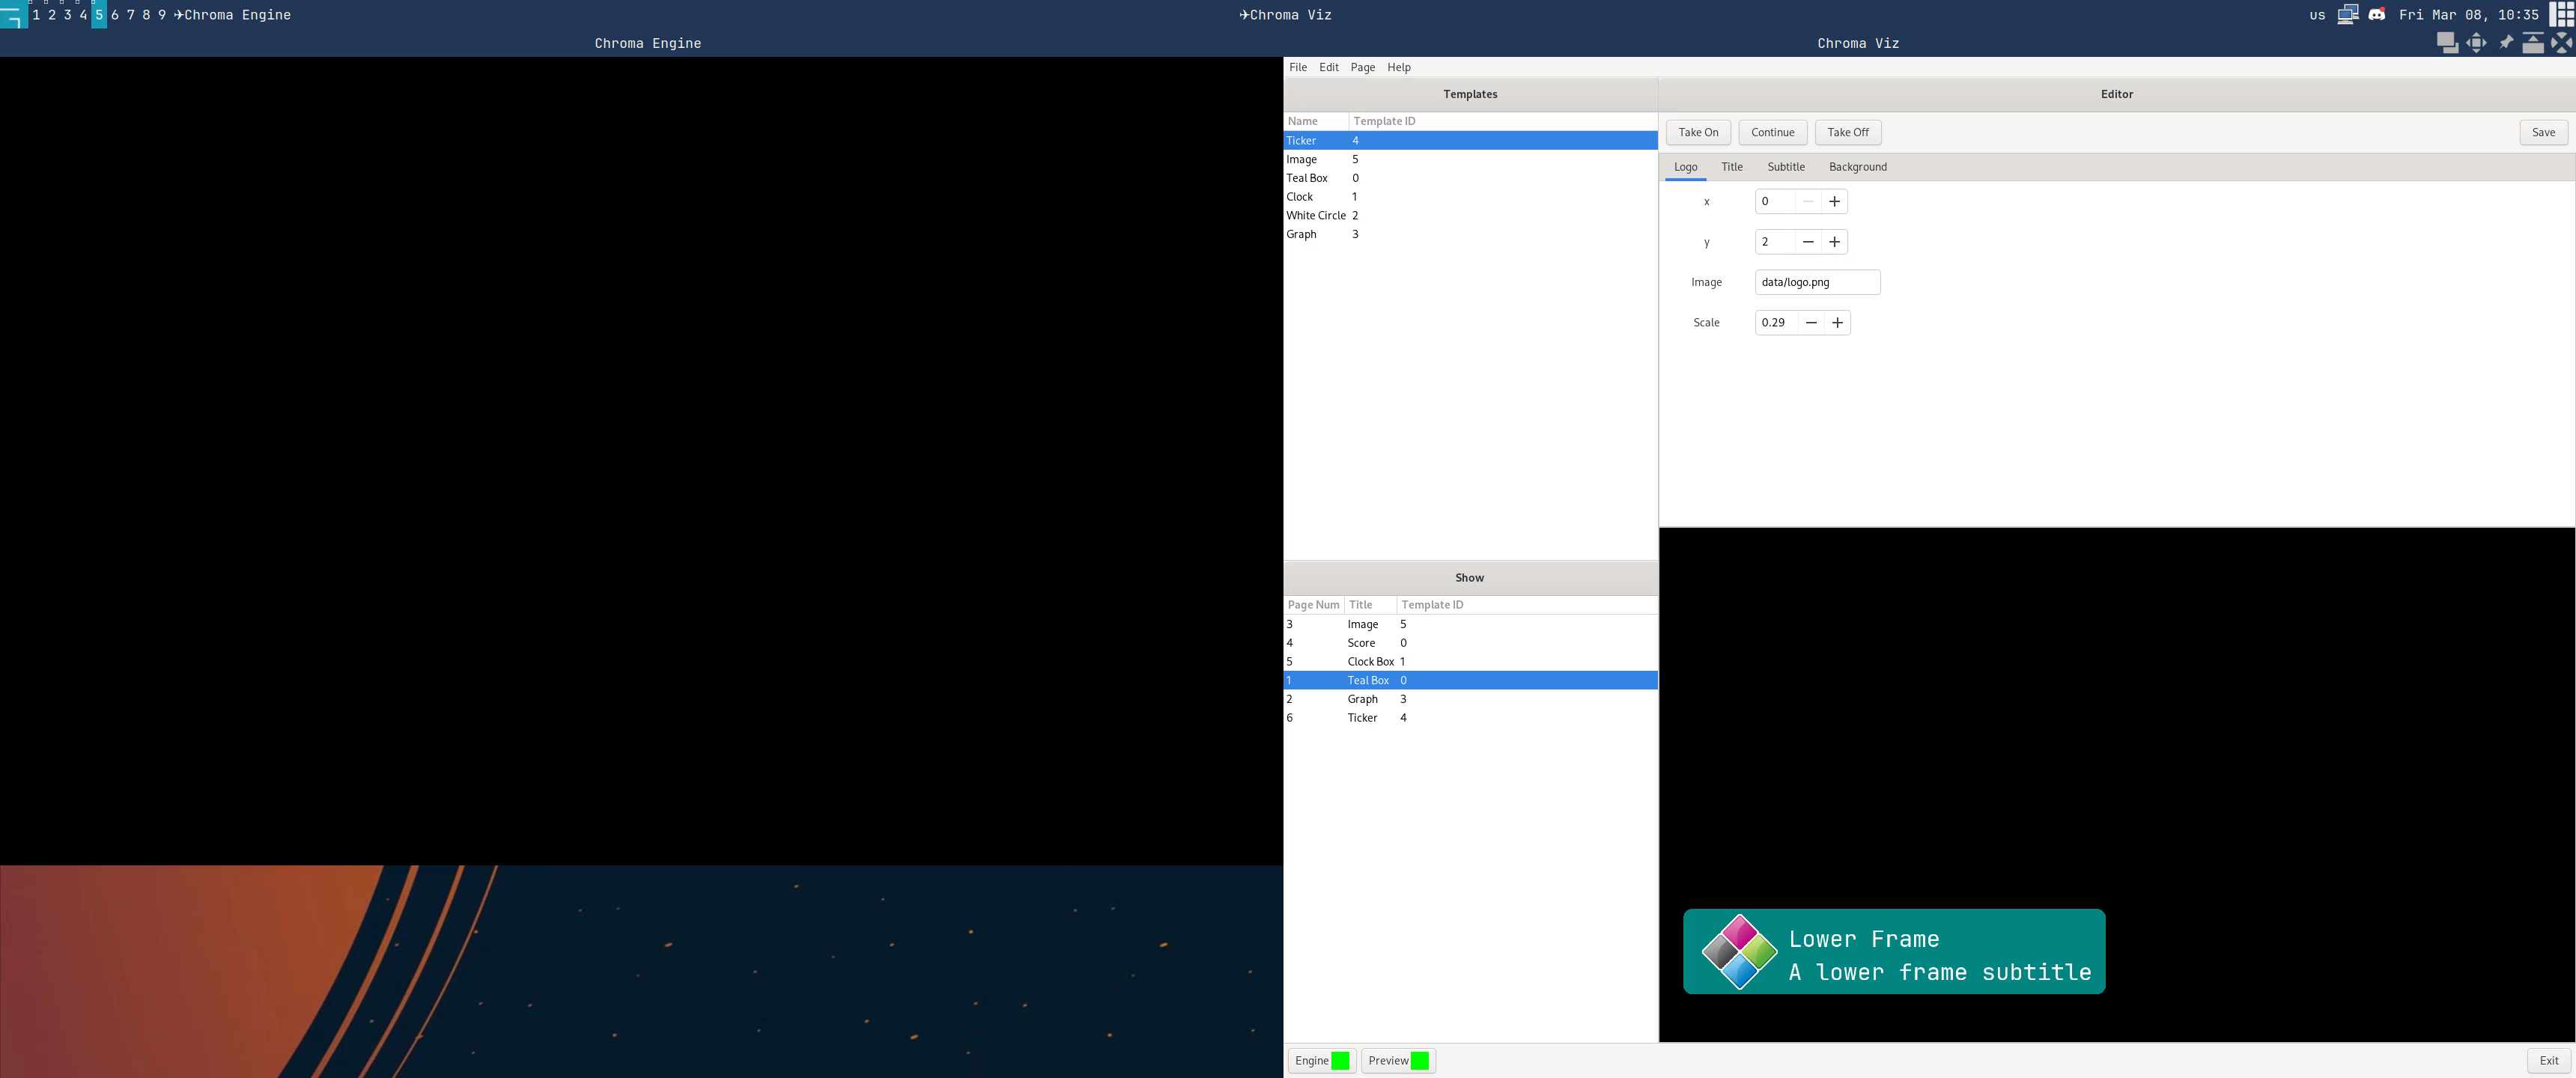 1 2 3 4 5 6 7 8 9 ✈Chroma Engine
✈Chroma Viz
us Fri Mar 08, 10:35
Chroma Engine
Chroma Viz
File Edit Page Help
Templates
Name Template ID
Ticker 4
Image 5
Teal Box 0
Clock 1
White Circle 2
Graph 3
Editor
Take On Continue Take Off Save
Logo Title Subtitle Background
x 0
y 2
Image data/logo.png
Scale 0.29
Show
Page Num Title Template ID
3 Image 5
4 Score 0
5 Clock Box 1
1 Teal Box 0
2 Graph 3
6 Ticker 4
Lower Frame
A lower frame subtitle
Engine Preview Exit